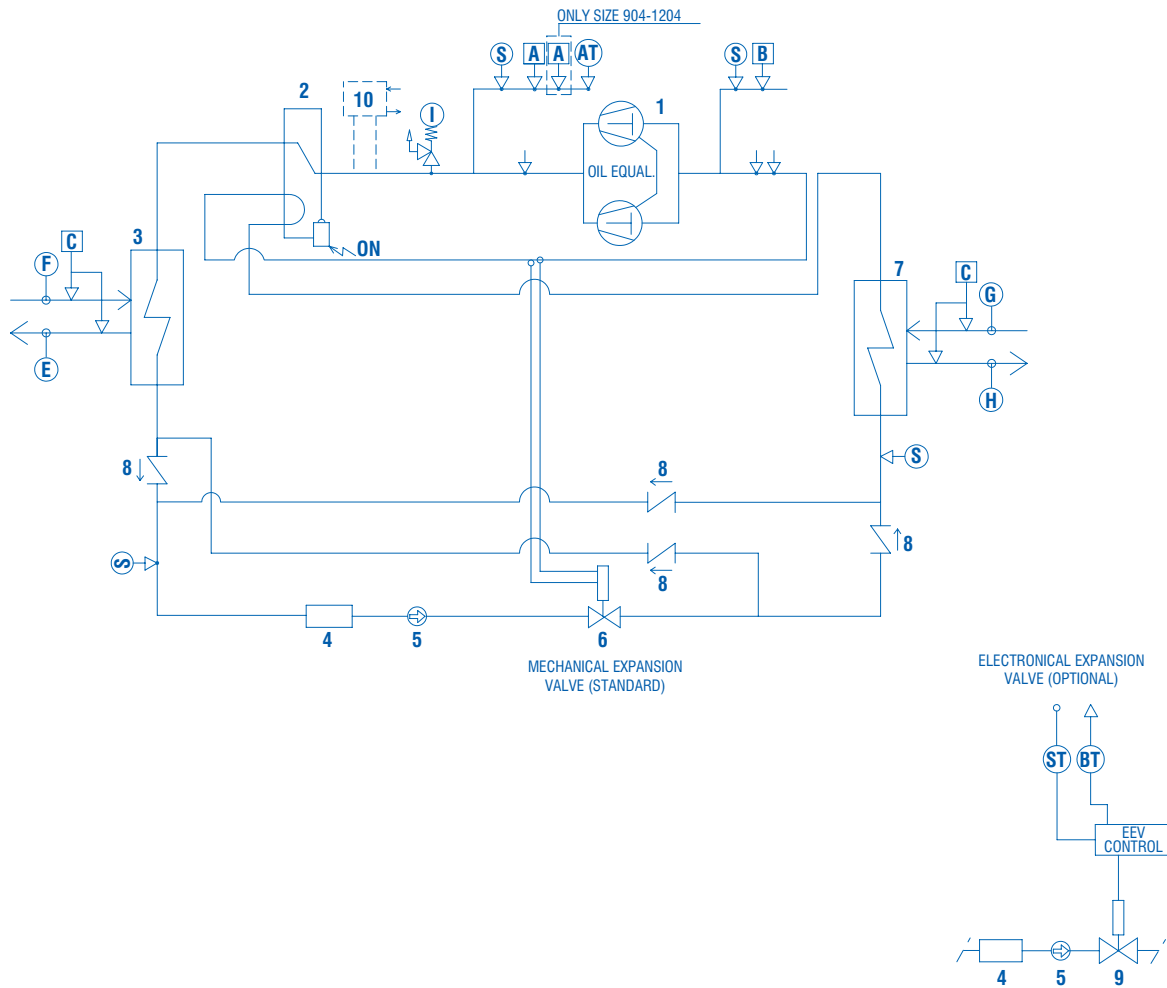 ONLY SIZE 904-1204
S A A AT S B
2 10 I 1
OIL EQUAL.
ON
3 C F E
7 C G H
8 8 S
S 8 8
4 5 6
MECHANICAL EXPANSION
VALVE (STANDARD)
ELECTRONICAL EXPANSION
VALVE (OPTIONAL)
ST BT
EEV
CONTROL
4 5 9